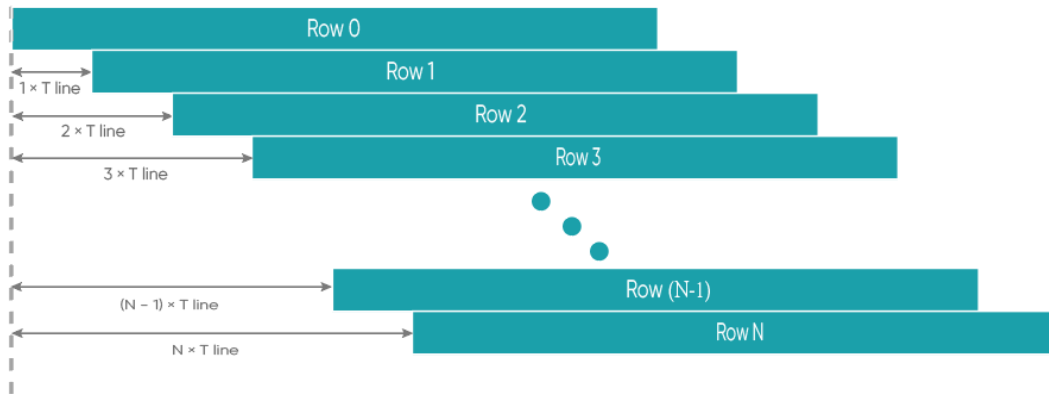 Row 0
Row 1
1 × T line
Row 2
2 × T line
Row 3
3 × T line
Row (N-1)
(N - 1) × T line
Row N
N × T line